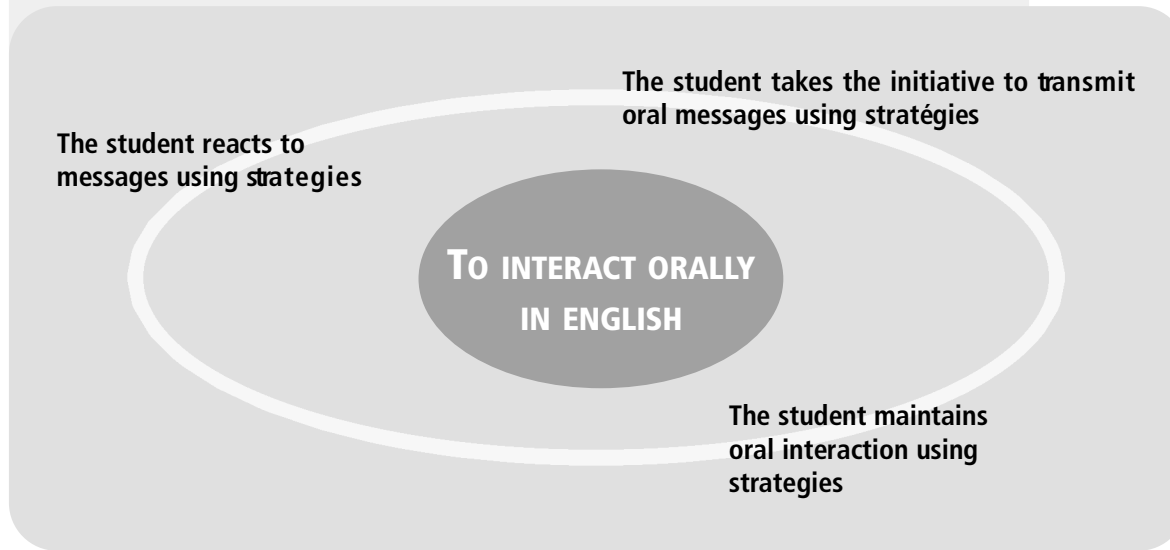 The student takes the initiative to transmit
oral messages using stratégies
The student reacts to
messages using strategies
TO INTERACT ORALLY
IN ENGLISH
The student maintains
oral interaction using
strategies